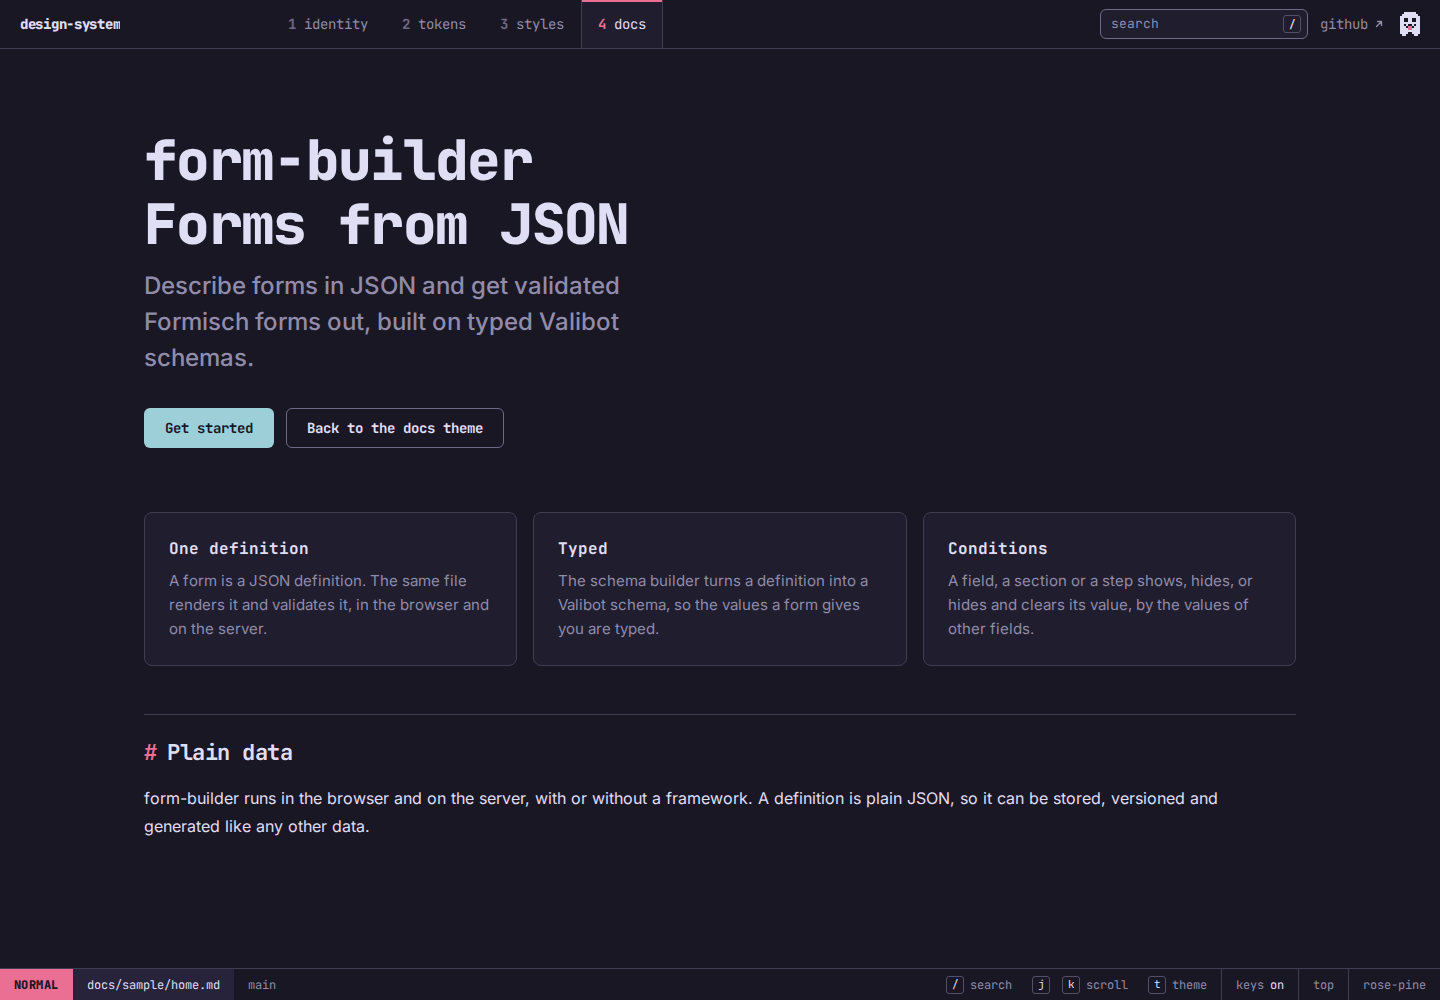 design-system
1 identity
2 tokens
3 styles
4 docs
search /
github ↗
form-builder
Forms from JSON
Describe forms in JSON and get validated
Formisch forms out, built on typed Valibot
schemas.
Get started
Back to the docs theme
One definition
A form is a JSON definition. The same file
renders it and validates it, in the browser and
on the server.
Typed
The schema builder turns a definition into a
Valibot schema, so the values a form gives
you are typed.
Conditions
A field, a section or a step shows, hides, or
hides and clears its value, by the values of
other fields.
# Plain data
form-builder runs in the browser and on the server, with or without a framework. A definition is plain JSON, so it can be stored, versioned and
generated like any other data.
NORMAL
docs/sample/home.md
main
/ search
j k scroll
t theme
keys on
top
rose-pine